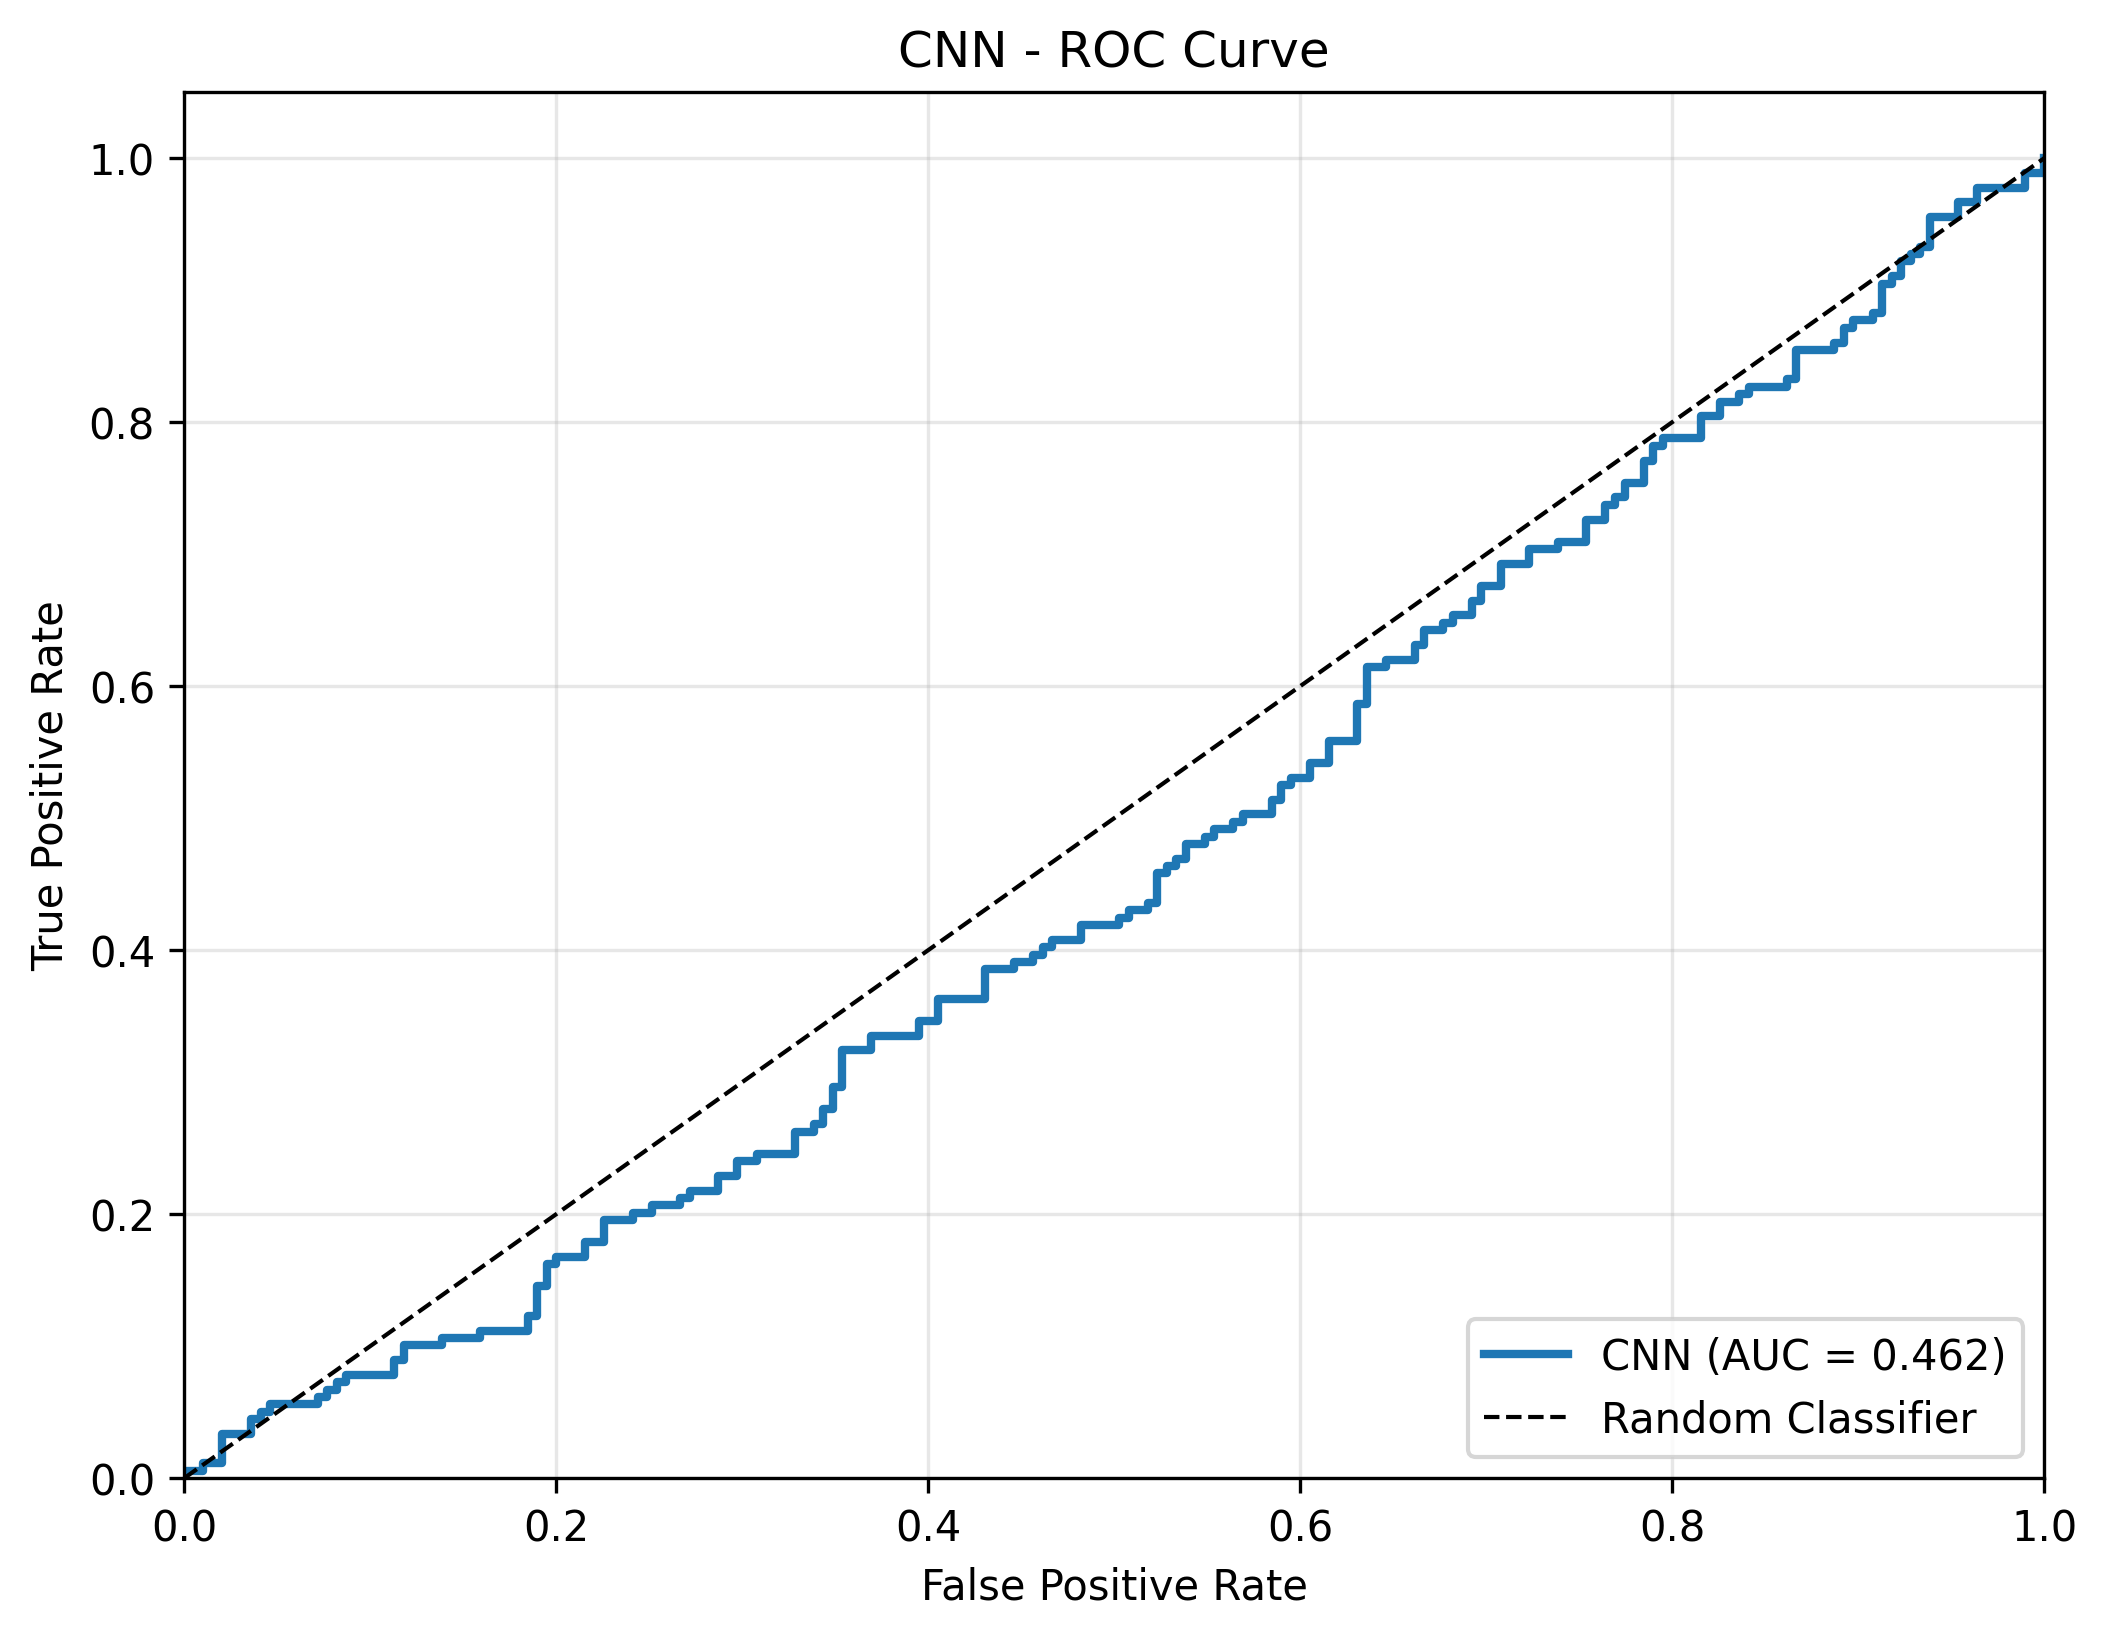 CNN - ROC Curve
True Positive Rate
1.0
0.8
0.6
0.4
0.2
0.0
0.0 0.2 0.4 0.6 0.8 1.0
False Positive Rate
CNN (AUC = 0.462)
Random Classifier